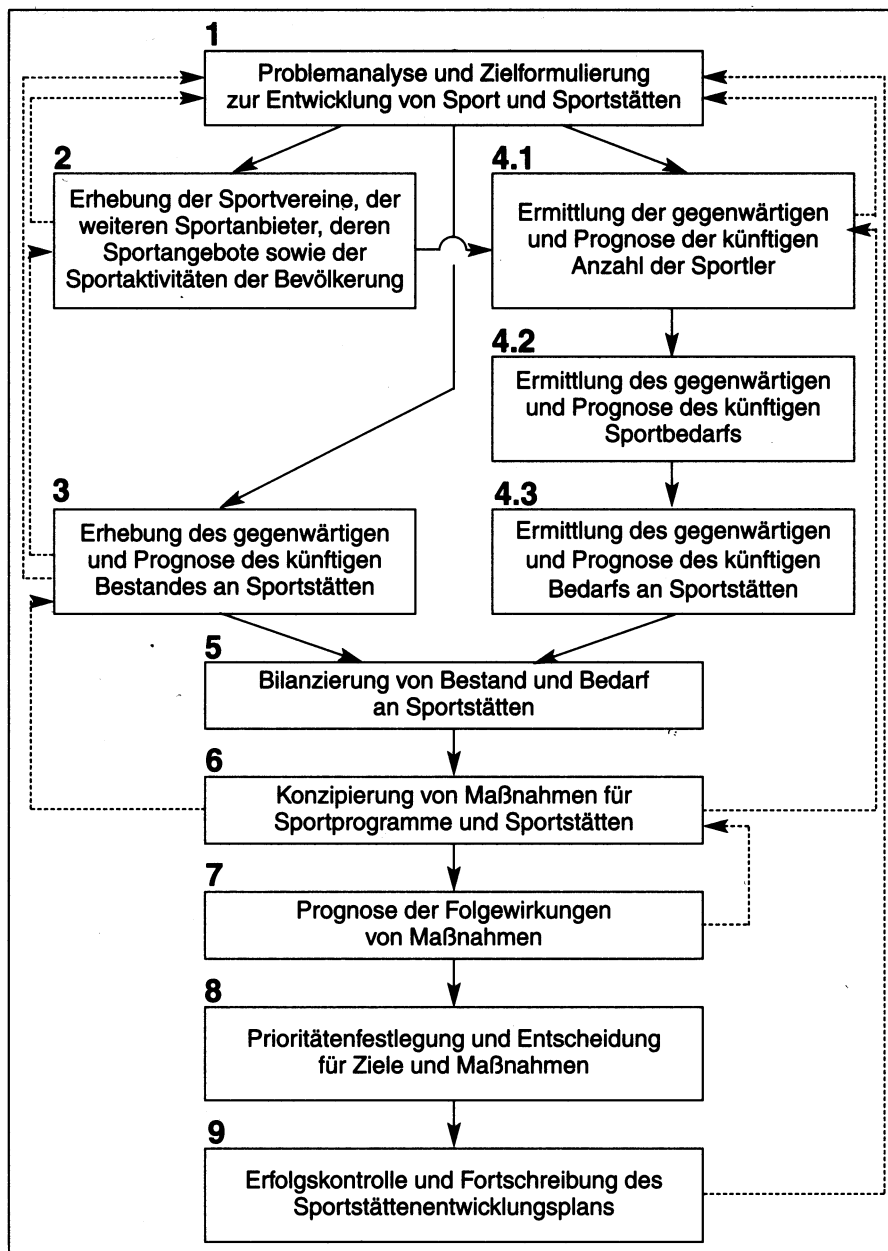 1
Problemanalyse und Zielformulierung
zur Entwicklung von Sport und Sportstätten
2
Erhebung der Sportvereine, der
weiteren Sportanbieter, deren
Sportangebote sowie der
Sportaktivitäten der Bevölkerung
4.1
Ermittlung der gegenwärtigen
und Prognose der künftigen
Anzahl der Sportler
4.2
Ermittlung des gegenwärtigen
und Prognose des künftigen
Sportbedarfs
3
Erhebung des gegenwärtigen
und Prognose des künftigen
Bestandes an Sportstätten
4.3
Ermittlung des gegenwärtigen
und Prognose des künftigen
Bedarfs an Sportstätten
5
Bilanzierung von Bestand und Bedarf
an Sportstätten
6
Konzipierung von Maßnahmen für
Sportprogramme und Sportstätten
7
Prognose der Folgewirkungen
von Maßnahmen
8
Prioritätenfestlegung und Entscheidung
für Ziele und Maßnahmen
9
Erfolgskontrolle und Fortschreibung des
Sportstättenentwicklungsplans